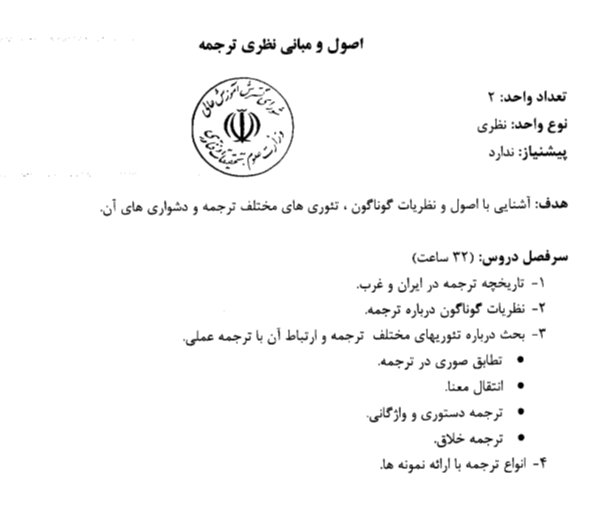 اصول و مبانی نظری ترجمه
شورای گسترش آموزش عالی
وزارت علوم، تحقیقات و فناوری
تعداد واحد: ۲
نوع واحد: نظری
پیشنیاز: ندارد
هدف: آشنایی با اصول و نظریات گوناگون ، تئوری های مختلف ترجمه و دشواری های آن.
سرفصل دروس: (۳۲ ساعت)
۱- تاریخچه ترجمه در ایران و غرب.
۲- نظریات گوناگون درباره ترجمه.
۳- بحث درباره تئوریهای مختلف ترجمه و ارتباط آن با ترجمه عملی.
• تطابق صوری در ترجمه.
• انتقال معنا.
• ترجمه دستوری و واژگانی.
• ترجمه خلاق.
۴- انواع ترجمه با ارائه نمونه ها.